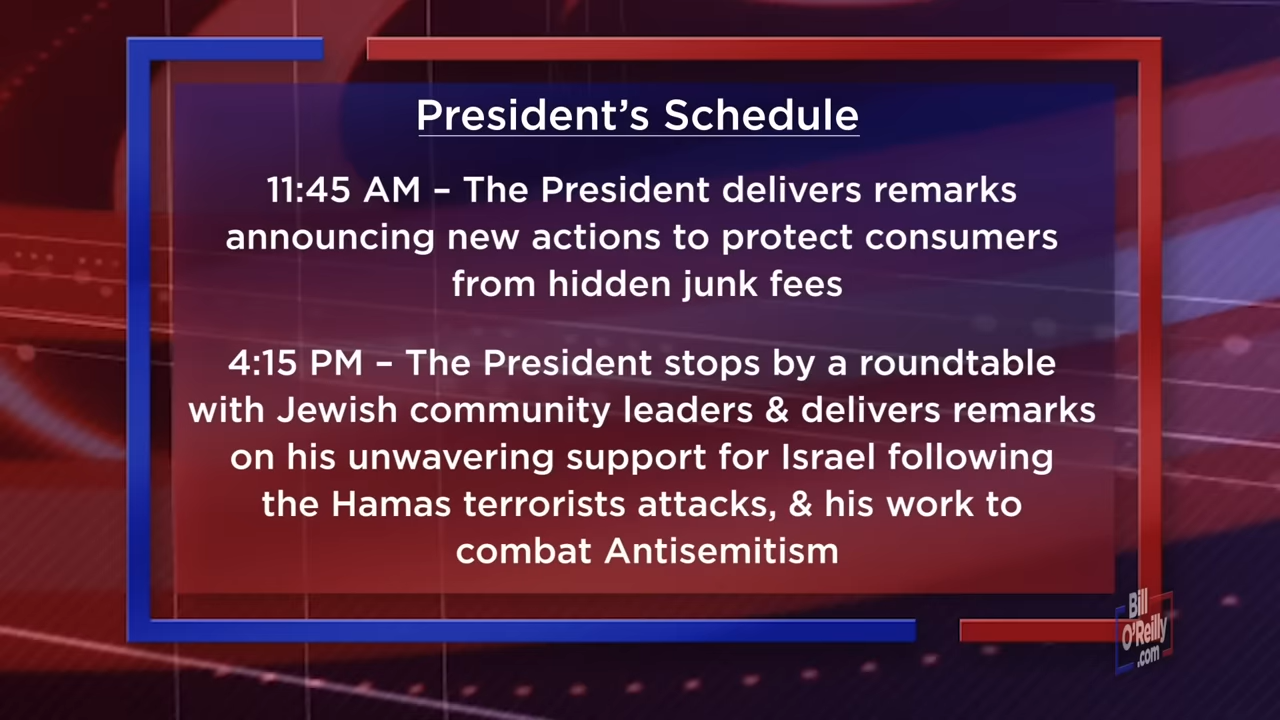 President's Schedule
11:45 AM – The President delivers remarks
announcing new actions to protect consumers
from hidden junk fees
4:15 PM – The President stops by a roundtable
with Jewish community leaders & delivers remarks
on his unwavering support for Israel following
the Hamas terrorists attacks, & his work to
combat Antisemitism
Bill
O'Reilly
.com